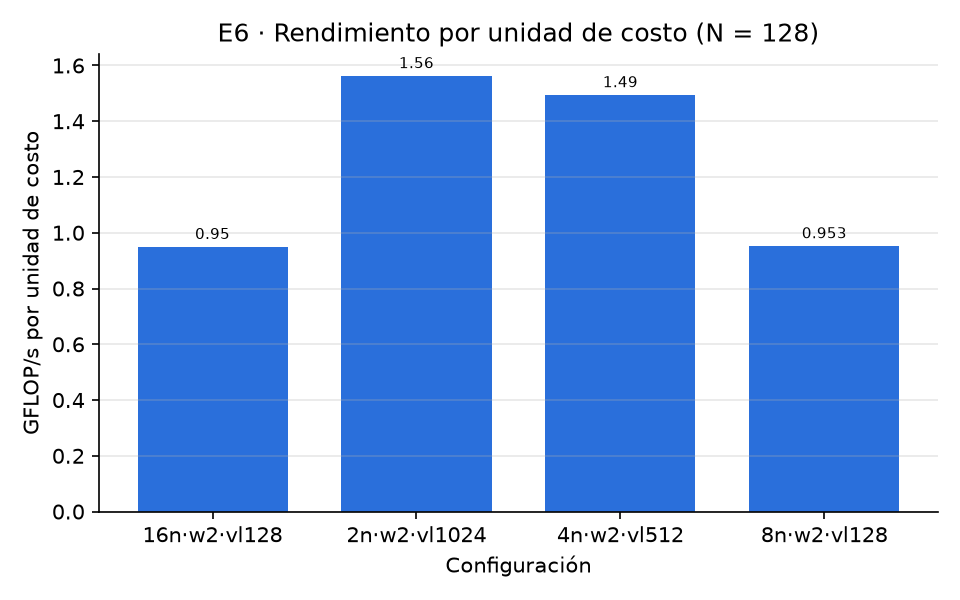 E6 · Rendimiento por unidad de costo (N = 128)
GFLOP/s por unidad de costo
1.6
1.4
1.2
1.0
0.8
0.6
0.4
0.2
0.0
0.95
1.56
1.49
0.953
16n·w2·vl128
2n·w2·vl1024
4n·w2·vl512
8n·w2·vl128
Configuración